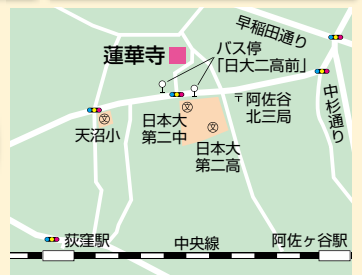 早稲田通り
蓮華寺
バス停
「日大二高前」
中杉通り
〒阿佐谷
北三局
天沼小
日本大
第二中
日本大
第二高
荻窪駅
中央線
阿佐ヶ谷駅